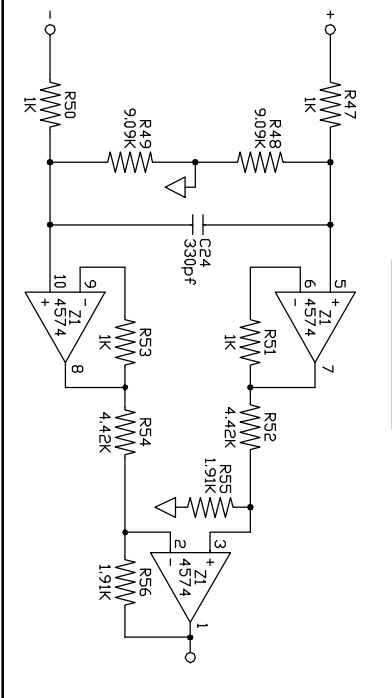 -
+
R50
1K
R47
1K
R49
9.09K
R48
9.09K
C24
330pf
10
+
9
-
Z1
4574
8
6
-
5
+
Z1
4574
7
R53
1K
R51
1K
R54
4.42K
R52
4.42K
R55
1.91K
2
-
3
+
Z1
4574
1
R56
1.91K